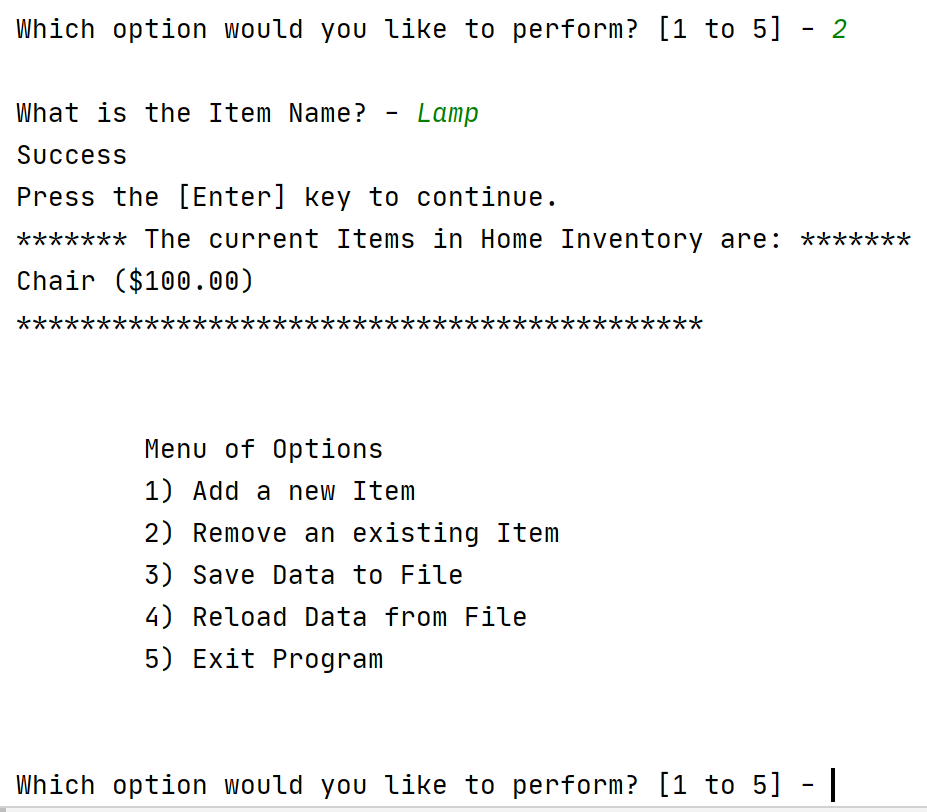 Which option would you like to perform? [1 to 5] - 2
What is the Item Name? - Lamp
Success
Press the [Enter] key to continue.
******* The current Items in Home Inventory are: *******
Chair ($100.00)
*******************************************
Menu of Options
1) Add a new Item
2) Remove an existing Item
3) Save Data to File
4) Reload Data from File
5) Exit Program
Which option would you like to perform? [1 to 5] -